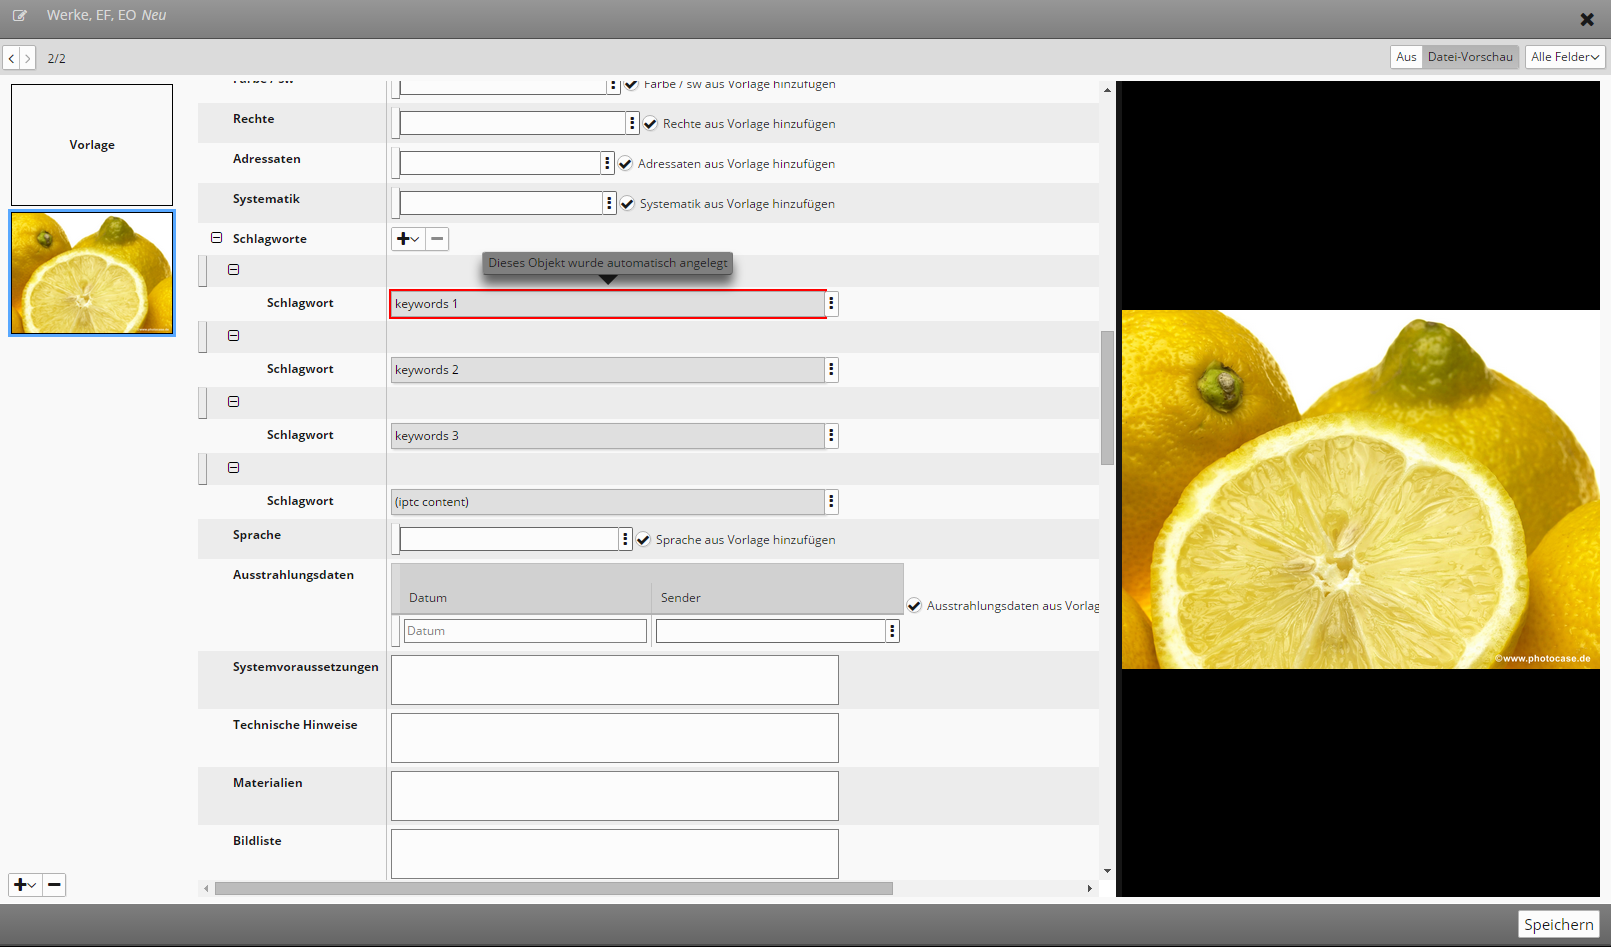 Werke, EF, EO Neu
2/2
Aus
Datei-Vorschau
Alle Felder
Vorlage
Farbe / sw
Farbe / sw aus Vorlage hinzufügen
Rechte
Rechte aus Vorlage hinzufügen
Adressaten
Adressaten aus Vorlage hinzufügen
Systematik
Systematik aus Vorlage hinzufügen
Schlagworte
Dieses Objekt wurde automatisch angelegt
Schlagwort
keywords 1
Schlagwort
keywords 2
Schlagwort
keywords 3
Schlagwort
(iptc content)
Sprache
Sprache aus Vorlage hinzufügen
Ausstrahlungsdaten
Datum
Sender
Ausstrahlungsdaten aus Vorlag
Datum
Systemvoraussetzungen
Technische Hinweise
Materialien
Bildliste
©www.photocase.de
Speichern